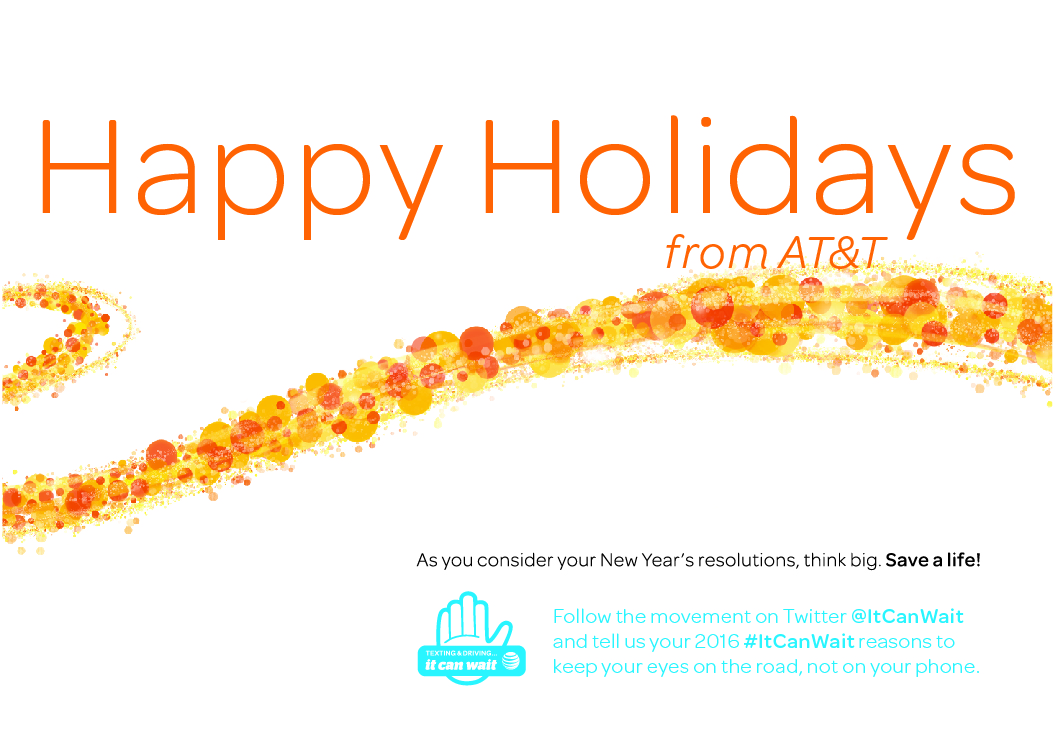 Happy Holidays
from AT&T
As you consider your New Year's resolutions, think big. Save a life!
Follow the movement on Twitter @ItCanWait
and tell us your 2016 #ItCanWait reasons to
keep your eyes on the road, not on your phone.
TEXTING & DRIVING...
it can wait